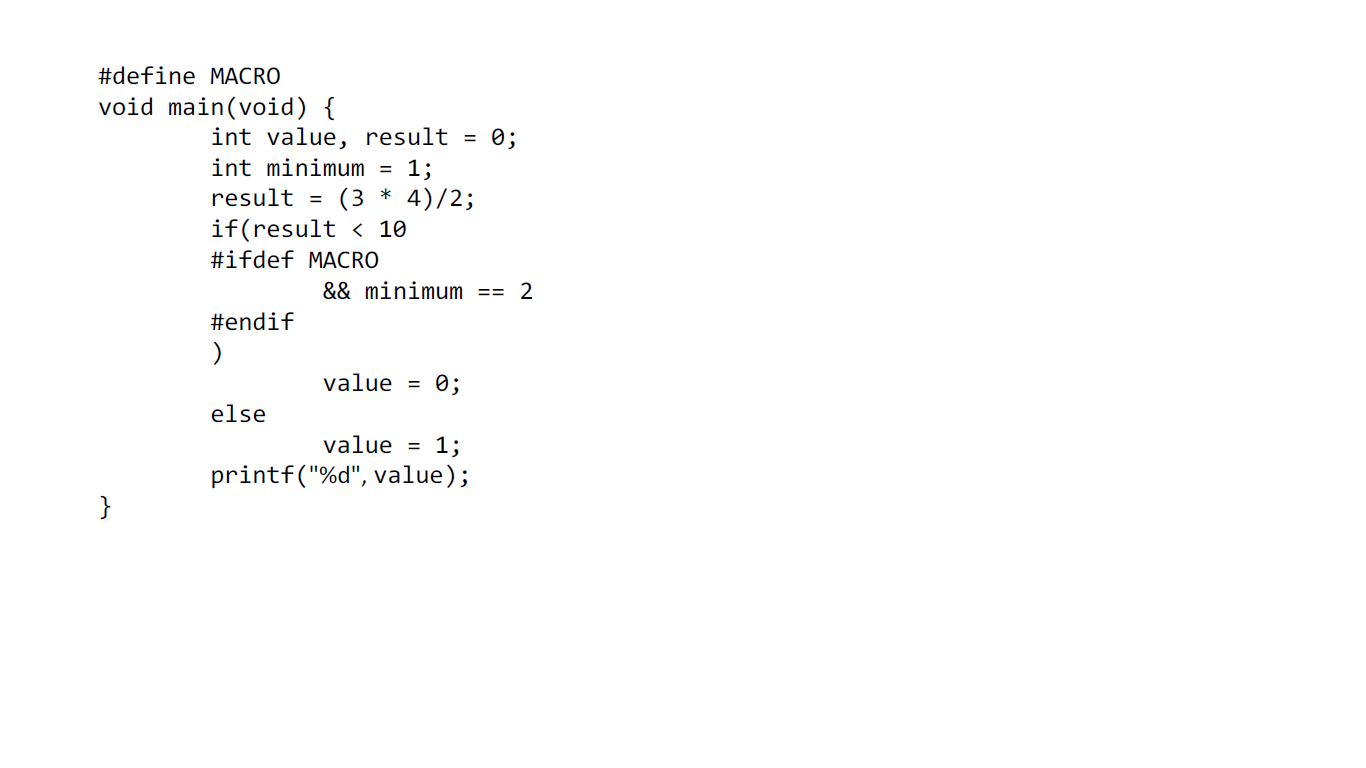 #define MACRO
void main(void) {
int value, result = 0;
int minimum = 1;
result = (3 * 4)/2;
if(result < 10
#ifdef MACRO
&& minimum == 2
#endif
)
value = 0;
else
value = 1;
printf("%d", value);
}